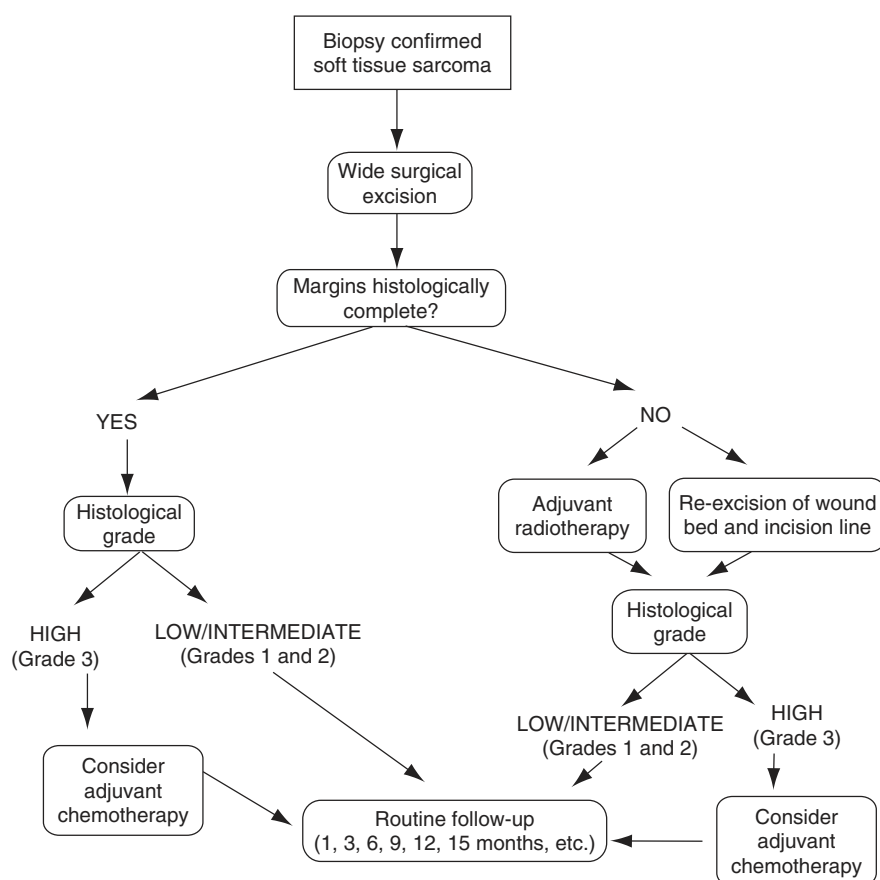 Biopsy confirmed
soft tissue sarcoma
Wide surgical
excision
Margins histologically
complete?
YES
NO
Histological
grade
Adjuvant
radiotherapy
Re-excision of wound
bed and incision line
HIGH
(Grade 3)
LOW/INTERMEDIATE
(Grades 1 and 2)
Histological
grade
LOW/INTERMEDIATE
(Grades 1 and 2)
HIGH
(Grade 3)
Consider
adjuvant
chemotherapy
Routine follow-up
(1, 3, 6, 9, 12, 15 months, etc.)
Consider
adjuvant
chemotherapy